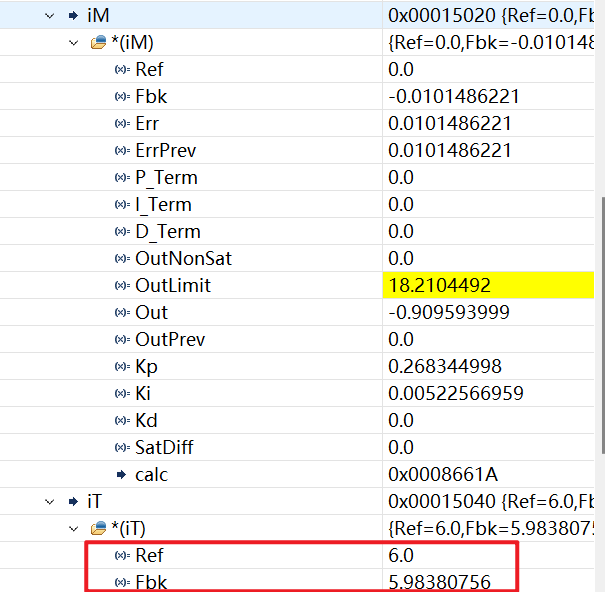 iM 0x00015020 {Ref=0.0,Fb
*(iM) {Ref=0.0,Fbk=-0.010148
Ref 0.0
Fbk -0.0101486221
Err 0.0101486221
ErrPrev 0.0101486221
P_Term 0.0
I_Term 0.0
D_Term 0.0
OutNonSat 0.0
OutLimit 18.2104492
Out -0.909593999
OutPrev 0.0
Kp 0.268344998
Ki 0.00522566959
Kd 0.0
SatDiff 0.0
calc 0x0008661A
iT 0x00015040 {Ref=6.0,Fb
*(iT) {Ref=6.0,Fbk=5.983807
Ref 6.0
Fbk 5.98380756